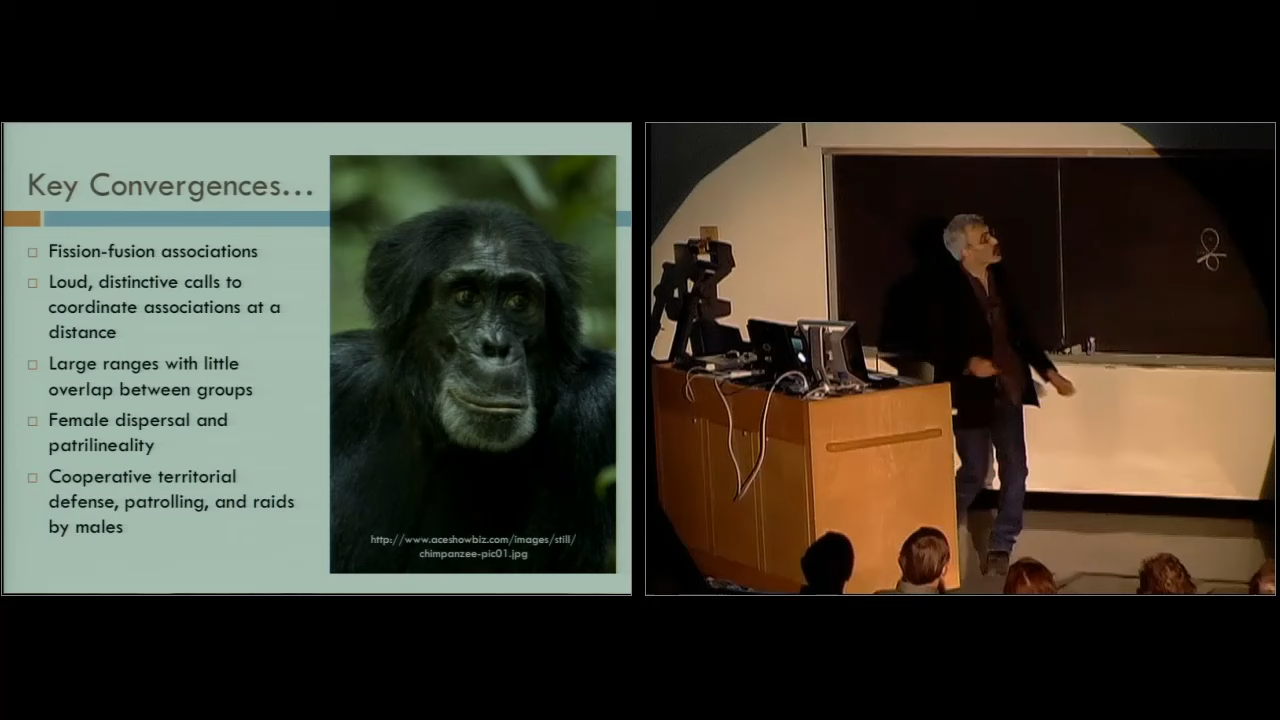 Key Convergences...
Fission-fusion associations
Loud, distinctive calls to
coordinate associations at a
distance
Large ranges with little
overlap between groups
Female dispersal and
patrilineality
Cooperative territorial
defense, patrolling, and raids
by males
http://www.aceshowbiz.com/images/still/
chimpanzee-pic01.jpg